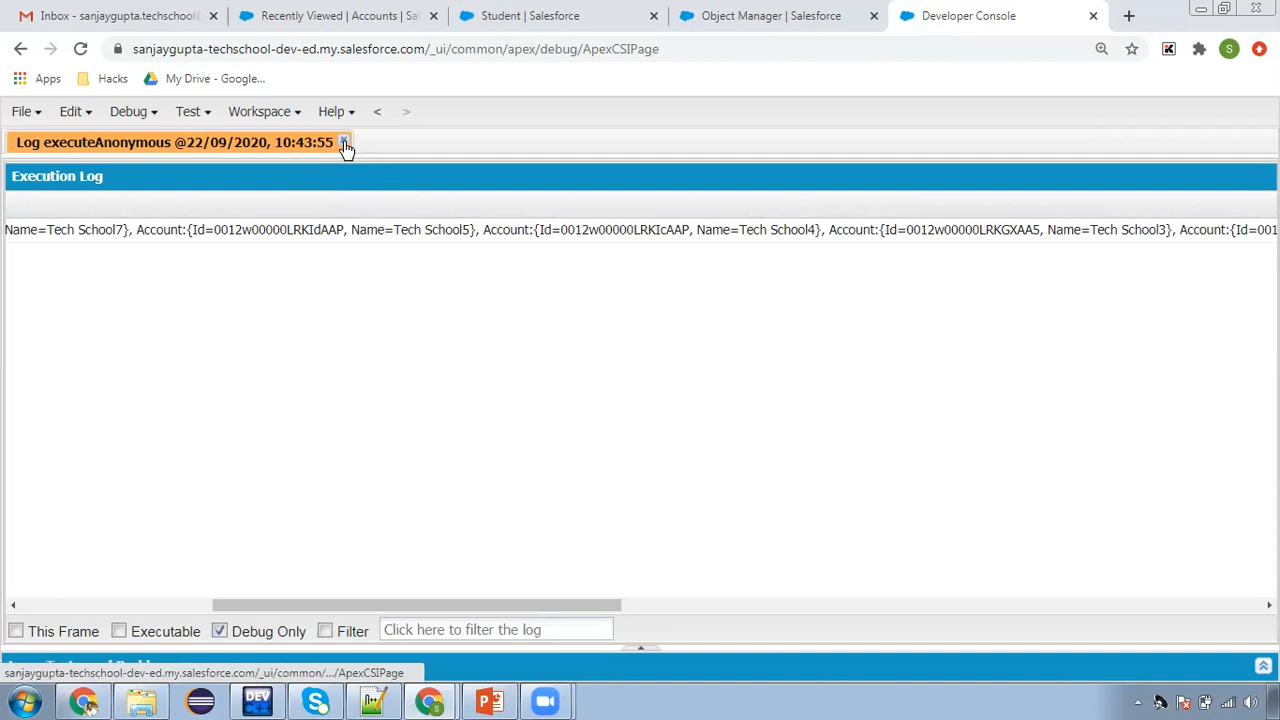 Inbox - sanjaygupta.techschool@
Recently Viewed | Accounts | Sal
Student | Salesforce
Object Manager | Salesforce
Developer Console
sanjaygupta-techschool-dev-ed.my.salesforce.com/_ui/common/apex/debug/ApexCSIPage
S
Apps
Hacks
My Drive - Google...
File
Edit
Debug
Test
Workspace
Help
<
>
Log executeAnonymous @22/09/2020, 10:43:55
Execution Log
Name=Tech School7}, Account:{Id=0012w00000LRKIdAAP, Name=Tech School5}, Account:{Id=0012w00000LRKIcAAP, Name=Tech School4}, Account:{Id=0012w00000LRKGXAA5, Name=Tech School3}, Account:{Id=001
This Frame
Executable
Debug Only
Filter
Click here to filter the log
sanjaygupta-techschool-dev-ed.my.salesforce.com/_ui/common/.../ApexCSIPage
DEV